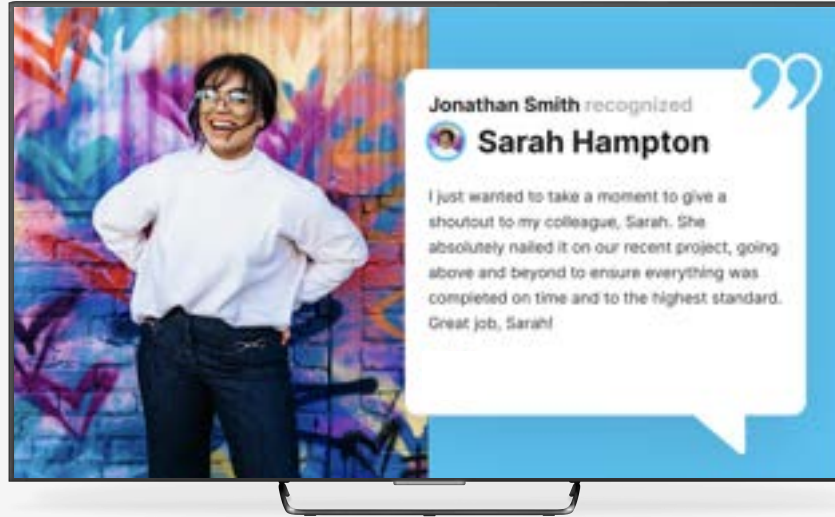 Jonathan Smith recognized
Sarah Hampton
I just wanted to take a moment to give a
shoutout to my colleague, Sarah. She
absolutely nailed it on our recent project, going
above and beyond to ensure everything was
completed on time and to the highest standard.
Great job, Sarah!